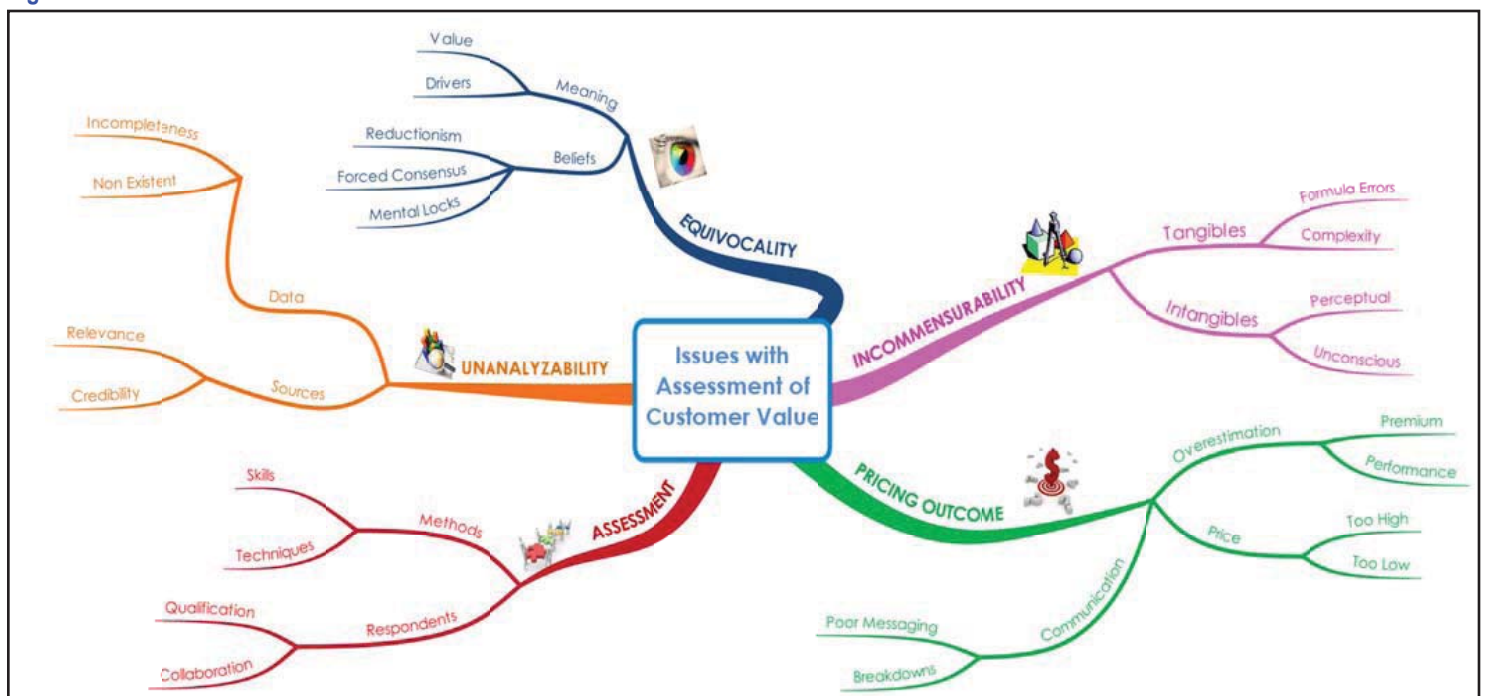 Issues with
Assessment of
Customer Value
EQUIVOCALITY
Meaning
Value
Drivers
Beliefs
Reductionism
Forced Consensus
Mental Locks
INCOMMENSURABILITY
Tangibles
Formula Errors
Complexity
Intangibles
Perceptual
Unconscious
PRICING OUTCOME
Overestimation
Premium
Performance
Price
Too High
Too Low
Communication
Poor Messaging
Breakdowns
ASSESSMENT
Methods
Skills
Techniques
Respondents
Qualification
Collaboration
UNANALYZABILITY
Data
Incompleteness
Non Existent
Sources
Relevance
Credibility